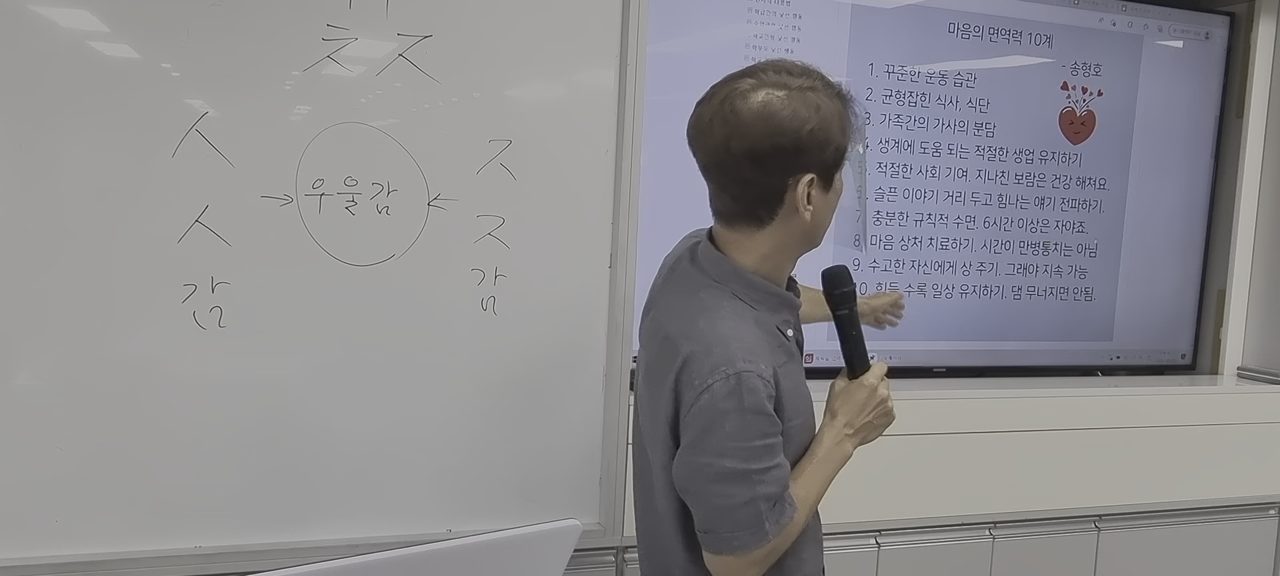 ㅊ ㅈ
ㅅ
ㅅ
감
우울감
ㅈ
ㅈ
감
마음의 면역력 10계
- 송형호
1. 꾸준한 운동 습관
2. 균형잡힌 식사, 식단
3. 가족간의 가사의 분담
4. 생계에 도움 되는 적절한 생업 유지하기
적절한 사회 기여. 지나친 보람은 건강 해쳐요.
슬픈 이야기 거리 두고 힘나는 얘기 전파하기.
7. 충분한 규칙적 수면. 6시간 이상은 자야죠.
8. 마음 상처 치료하기. 시간이 만병통치는 아님
9. 수고한 자신에게 상 주기. 그래야 지속 가능
10. 힘들 수록 일상 유지하기. 댐 무너지면 안됨.